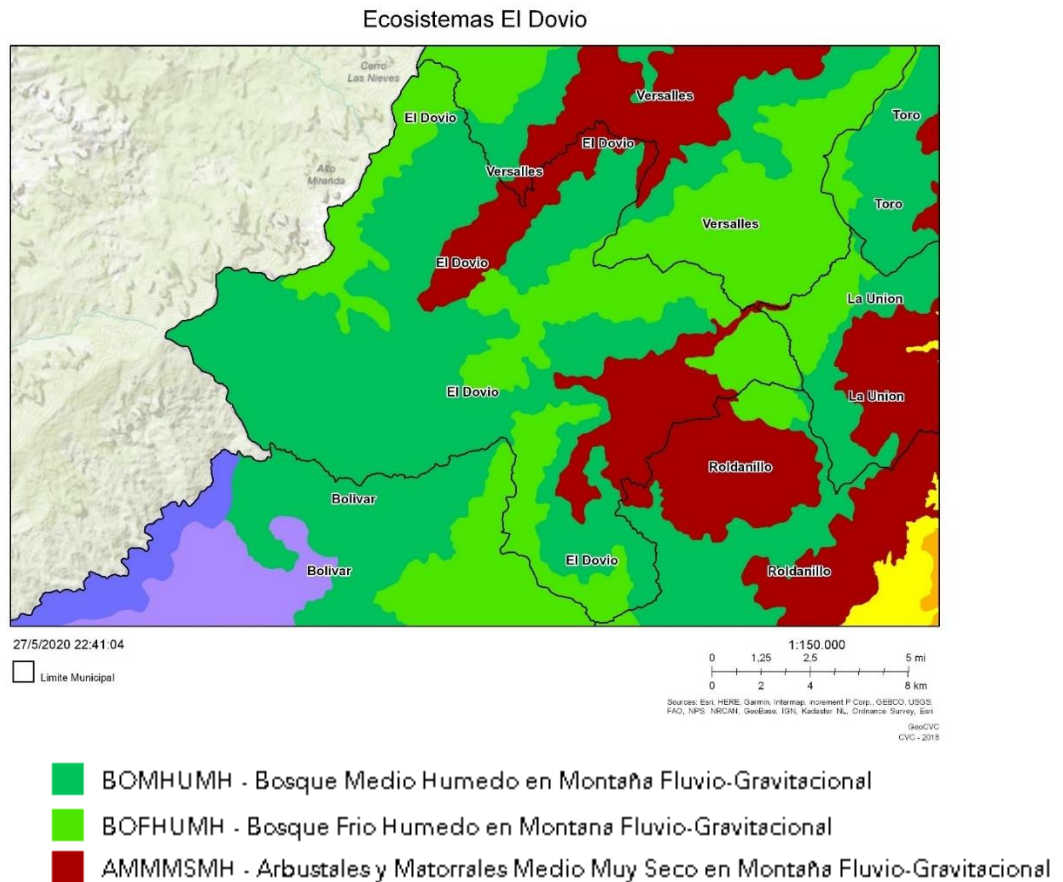 Ecosistemas El Dovio
Cerro
Las Nieves
Versalles
El Dovio
Toro
El Dovio
Alto
Miranda
Versalles
Toro
Versalles
El Dovio
La Union
El Dovio
La Union
Roldanillo
Bolivar
El Dovio
Bolivar
Roldanillo
27/5/2020 22:41:04
1:150.000
0 1,25 2,5 5 mi
0 2 4 8 km
Limite Municipal
Sources: Esri, HERE, Garmin, Intermap, increment P Corp., GEBCO, USGS,
FAO, NPS, NRCAN, GeoBase, IGN, Kadaster NL, Ordnance Survey, Esri
GeoCVC
CVC - 2018
BOMHUMH - Bosque Medio Humedo en Montaña Fluvio-Gravitacional
BOFHUMH - Bosque Frio Humedo en Montana Fluvio-Gravitacional
AMMMSMH - Arbustales y Matorrales Medio Muy Seco en Montaña Fluvio-Gravitacional